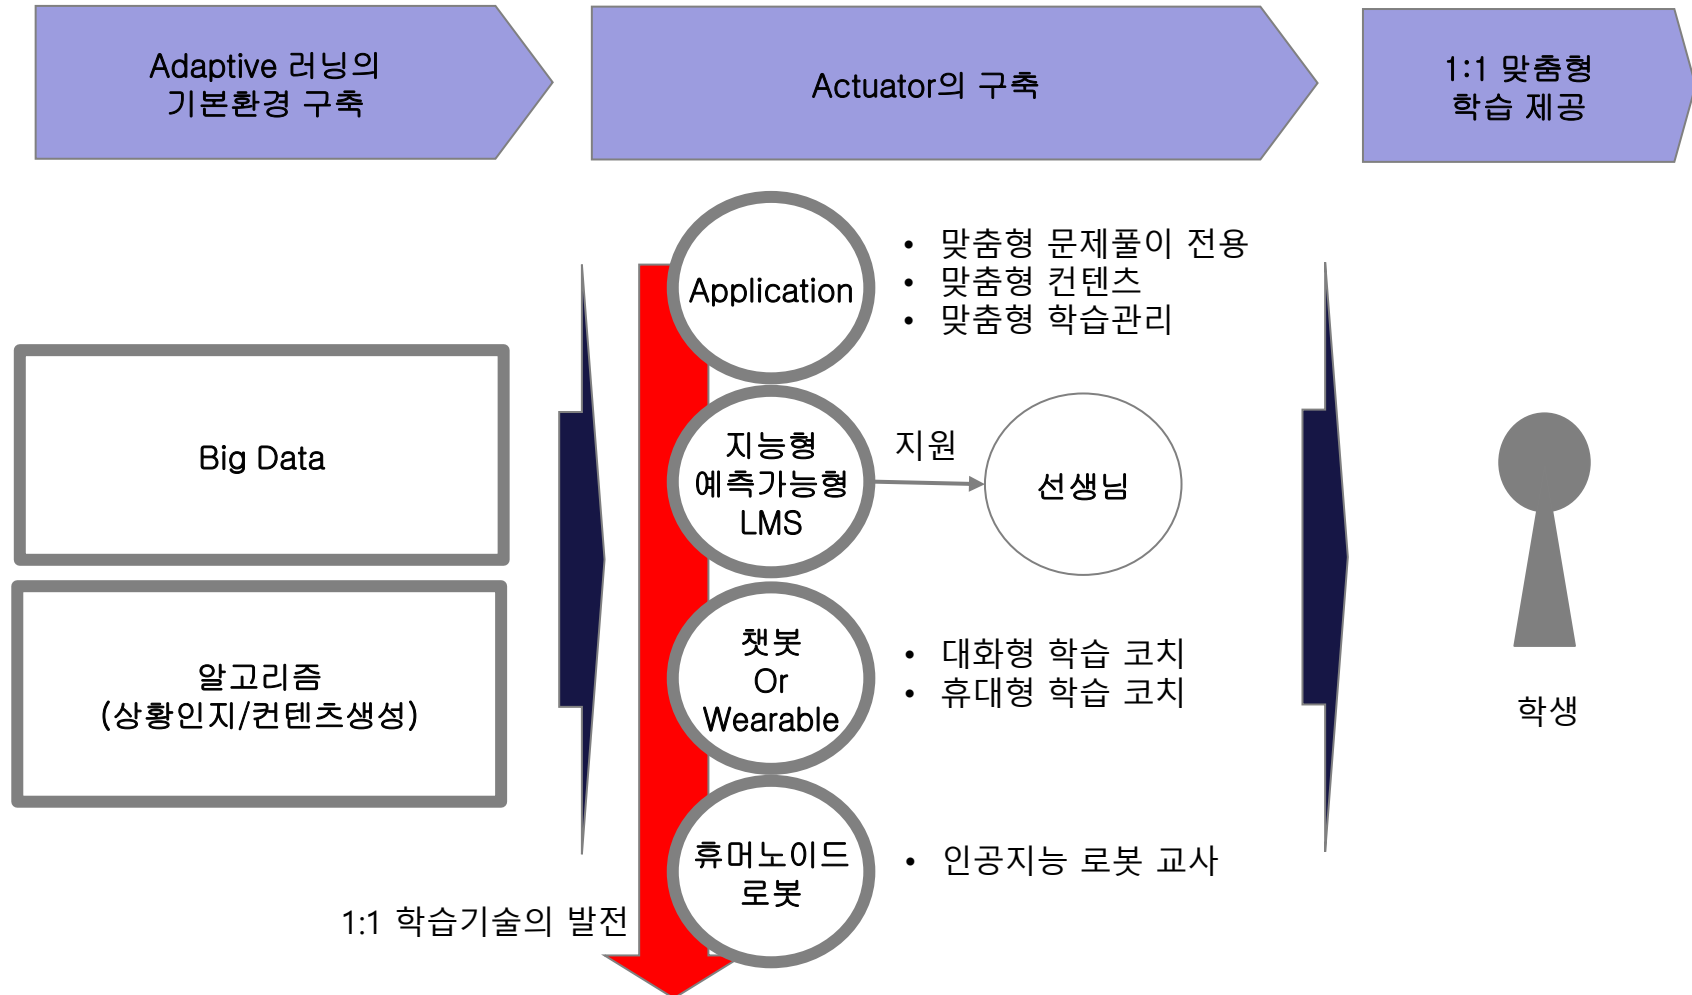 Adaptive 러닝의
기본환경 구축
Actuator의 구축
1:1 맞춤형
학습 제공
Big Data
알고리즘
(상황인지/컨텐츠생성)
Application
• 맞춤형 문제풀이 전용
• 맞춤형 컨텐츠
• 맞춤형 학습관리
지능형
예측가능형
LMS
지원
선생님
챗봇
Or
Wearable
• 대화형 학습 코치
• 휴대형 학습 코치
휴머노이드
로봇
• 인공지능 로봇 교사
1:1 학습기술의 발전
학생